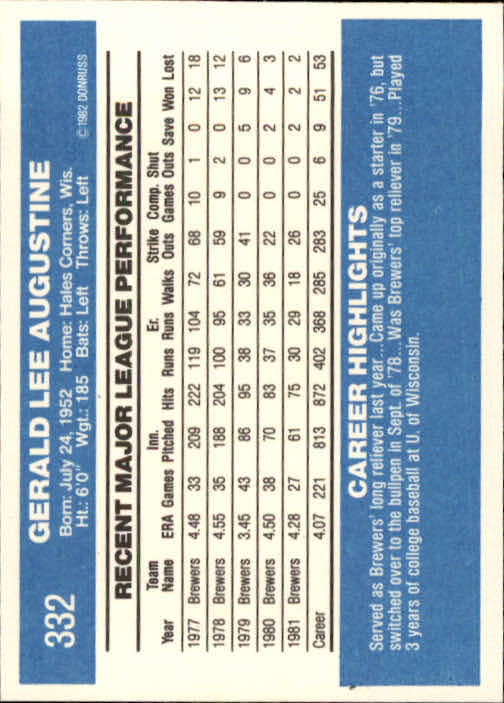 332
GERALD LEE AUGUSTINE
Born: July 24, 1952 Home: Hales Corners, Wis.
Ht.: 6'0" Wgt.: 185 Bats: Left Throws: Left
©1982 DONRUSS
RECENT MAJOR LEAGUE PERFORMANCE
Team Inn. Er. Strike Comp. Shut
Year Name ERA Games Pitched Hits Runs Runs Walks Outs Games Outs Save Won Lost
1977 Brewers 4.48 33 209 222 119 104 72 68 10 1 0 12 18
1978 Brewers 4.55 35 188 204 100 95 61 59 9 2 0 13 12
1979 Brewers 3.45 43 86 95 38 33 30 41 0 0 5 9 6
1980 Brewers 4.50 38 70 83 37 35 36 22 0 0 2 4 3
1981 Brewers 4.28 27 61 75 30 29 18 26 0 0 2 2 2
Career 4.07 221 813 872 402 368 285 283 25 6 9 51 53
CAREER HIGHLIGHTS
Served as Brewers' long reliever last year...Came up originally as a starter in '76, but
switched over to the bullpen in Sept. of '78...Was Brewers' top reliever in '79...Played
3 years of college baseball at U. of Wisconsin.